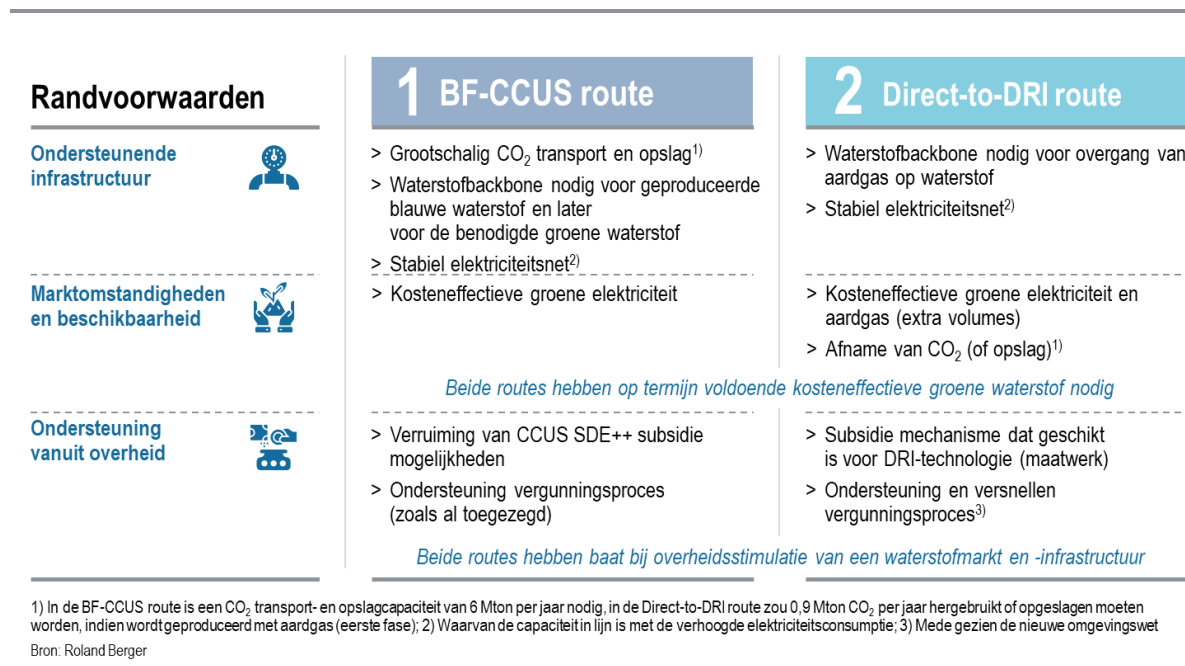 Randvoorwaarden
1 BF-CCUS route
2 Direct-to-DRI route
Ondersteunende
infrastructuur
> Grootschalig CO2 transport en opslag1)
> Waterstofbackbone nodig voor geproduceerde
blauwe waterstof en later
voor de benodigde groene waterstof
> Stabiel elektriciteitsnet2)
> Waterstofbackbone nodig voor overgang van
aardgas op waterstof
> Stabiel elektriciteitsnet2)
Marktomstandigheden
en beschikbaarheid
> Kosteneffectieve groene elektriciteit
> Kosteneffectieve groene elektriciteit en
aardgas (extra volumes)
> Afname van CO2 (of opslag)1)
Beide routes hebben op termijn voldoende kosteneffectieve groene waterstof nodig
Ondersteuning
vanuit overheid
> Verruiming van CCUS SDE++ subsidie
mogelijkheden
> Ondersteuning vergunningsproces
(zoals al toegezegd)
> Subsidie mechanisme dat geschikt
is voor DRI-technologie (maatwerk)
> Ondersteuning en versnellen
vergunningsproces3)
Beide routes hebben baat bij overheidsstimulatie van een waterstofmarkt en -infrastructuur
1) In de BF-CCUS route is een CO2 transport- en opslagcapaciteit van 6 Mton per jaar nodig, in de Direct-to-DRI route zou 0,9 Mton CO2 per jaar hergebruikt of opgeslagen moeten
worden, indien wordt geproduceerd met aardgas (eerste fase); 2) Waarvan de capaciteit in lijn is met de verhoogde elektriciteitsconsumptie; 3) Mede gezien de nieuwe omgevingswet
Bron: Roland Berger